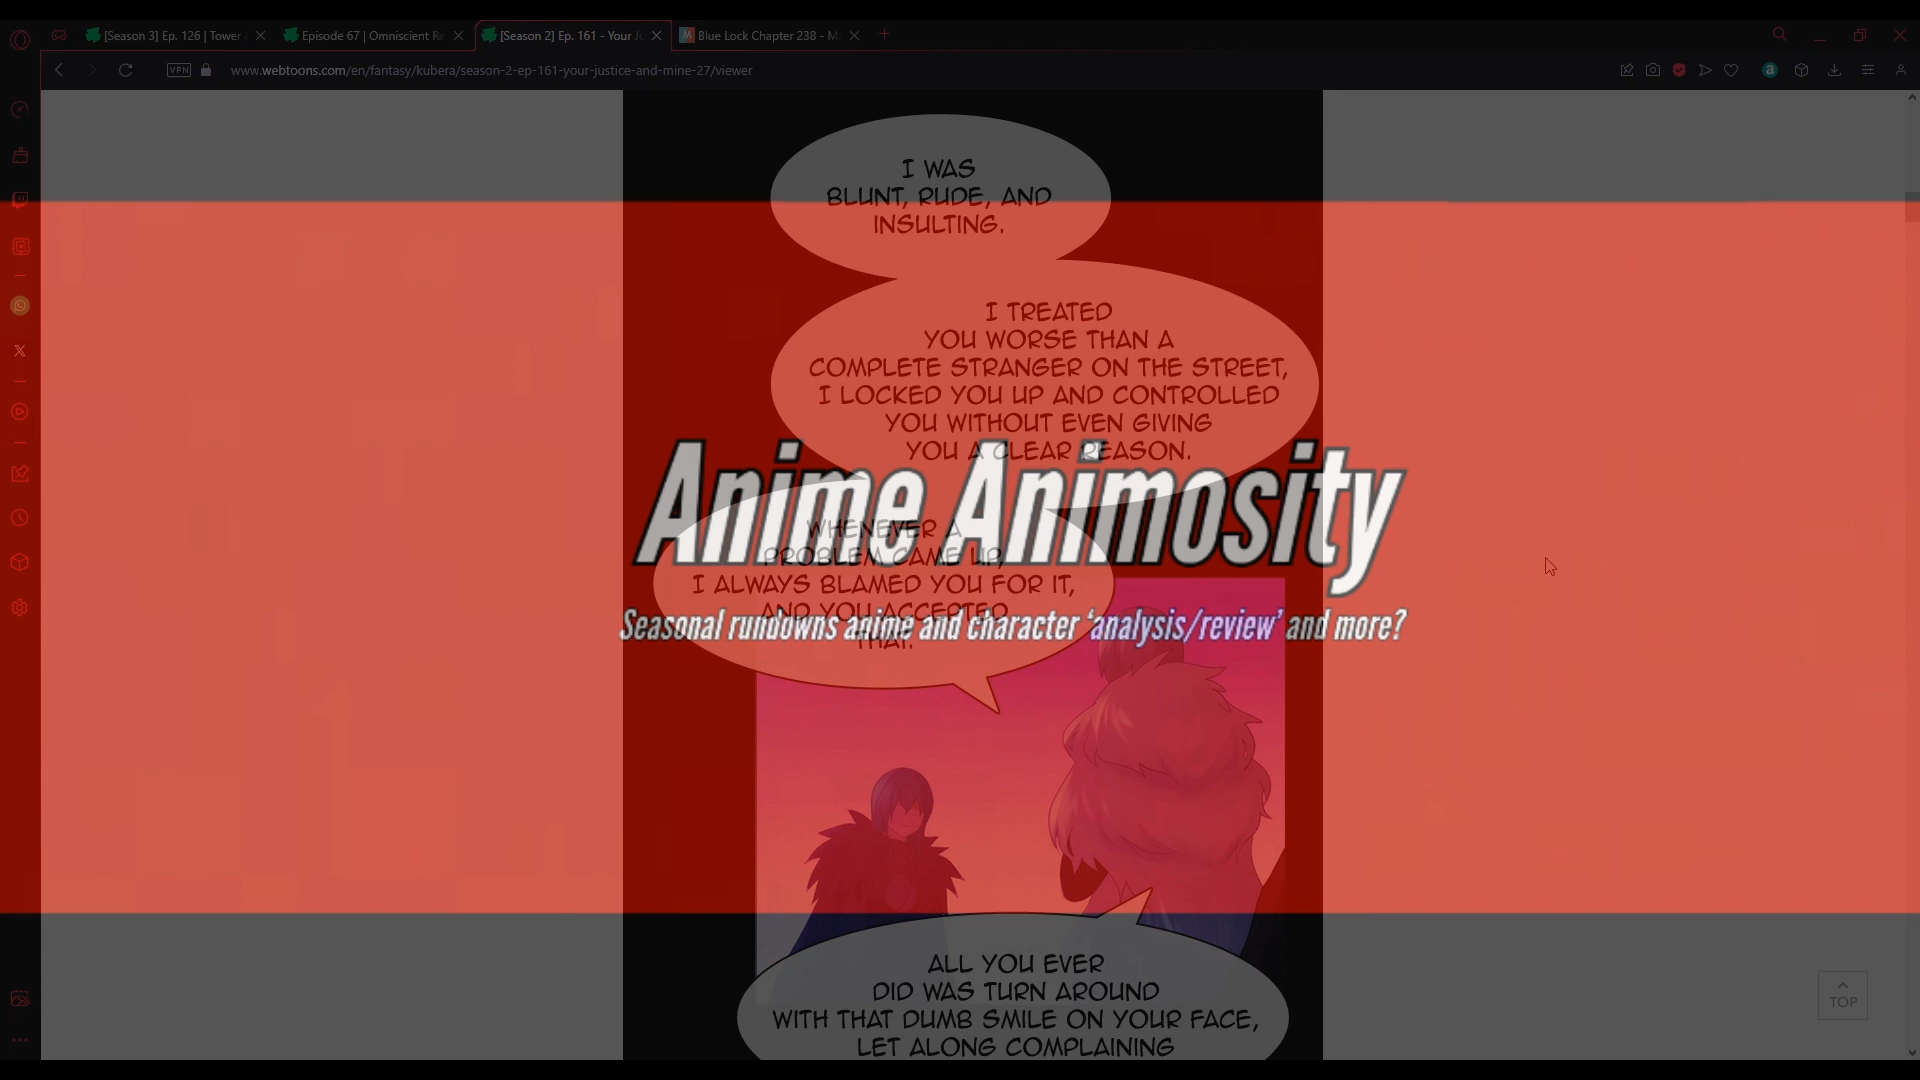 [Season 3] Ep. 126 | Tower
Episode 67 | Omniscient Re
[Season 2] Ep. 161 - Your Ju
Blue Lock Chapter 238 - M
VPN
www.webtoons.com/en/fantasy/kubera/season-2-ep-161-your-justice-and-mine-27/viewer
I WAS
BLUNT, RUDE, AND
INSULTING.
I TREATED
YOU WORSE THAN A
COMPLETE STRANGER ON THE STREET,
I LOCKED YOU UP AND CONTROLLED
YOU WITHOUT EVEN GIVING
YOU A CLEAR REASON.
Anime Animosity
WHENEVER A
PROBLEM CAME UP,
I ALWAYS BLAMED YOU FOR IT,
AND YOU ACCEPTED
THAT.
Seasonal rundowns anime and character ‘analysis/review’ and more?
ALL YOU EVER
DID WAS TURN AROUND
WITH THAT DUMB SMILE ON YOUR FACE,
LET ALONG COMPLAINING
TOP